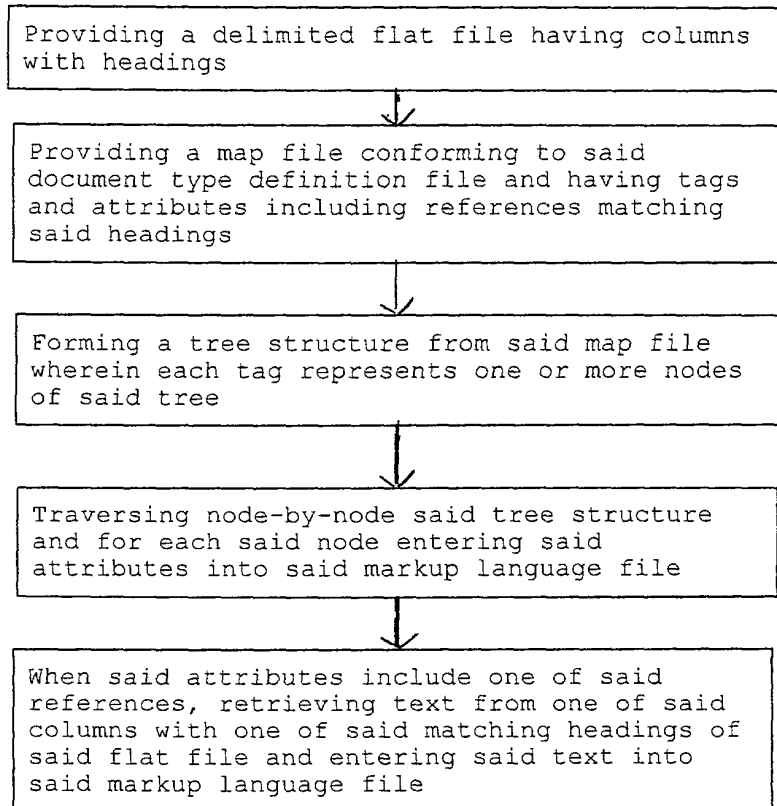 Providing a delimited flat file having columns
with headings
Providing a map file conforming to said
document type definition file and having tags
and attributes including references matching
said headings
Forming a tree structure from said map file
wherein each tag represents one or more nodes
of said tree
Traversing node-by-node said tree structure
and for each said node entering said
attributes into said markup language file
When said attributes include one of said
references, retrieving text from one of said
columns with one of said matching headings of
said flat file and entering said text into
said markup language file